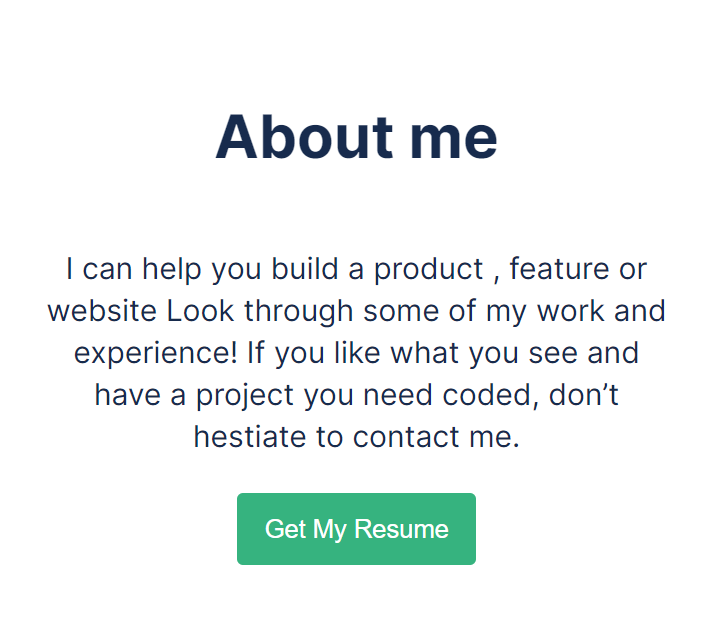 About me
I can help you build a product , feature or
website Look through some of my work and
experience! If you like what you see and
have a project you need coded, don’t
hestiate to contact me.
Get My Resume